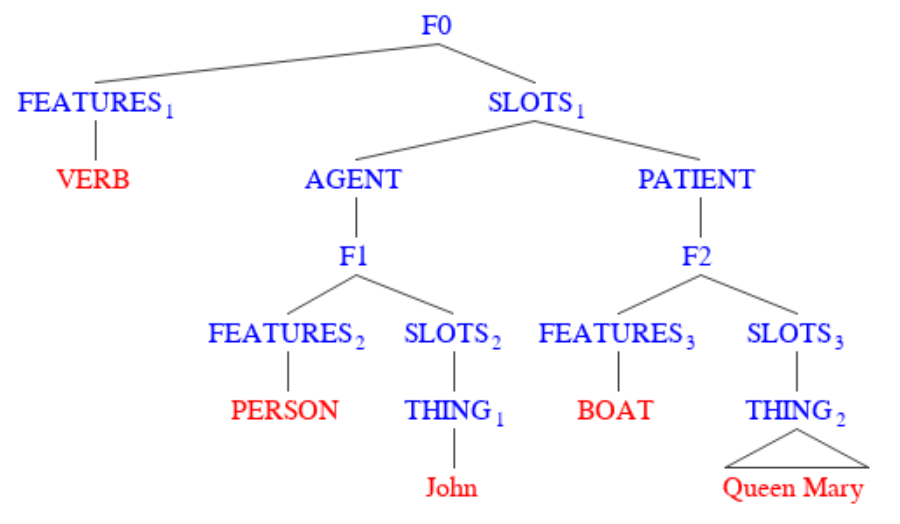 F0
FEATURES₁ SLOTS₁
VERB AGENT PATIENT
F1 F2
FEATURES₂ SLOTS₂ FEATURES₃ SLOTS₃
PERSON THING₁ BOAT THING₂
John Queen Mary